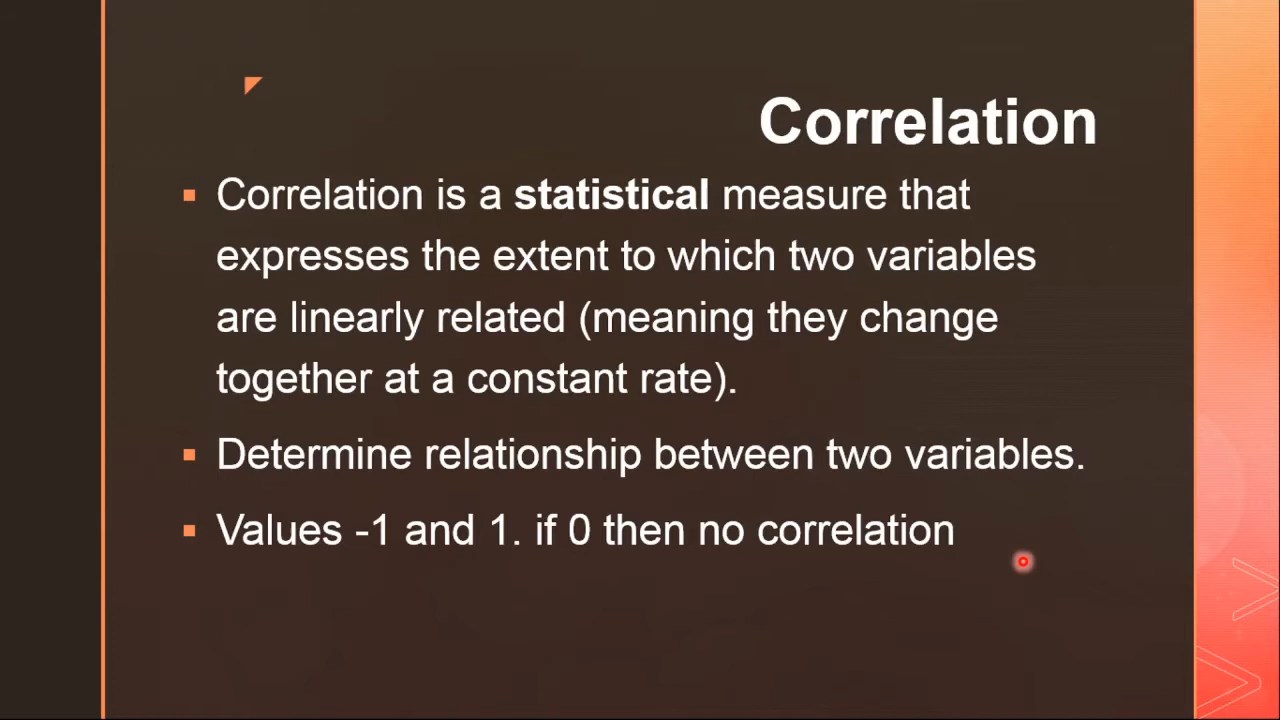 Correlation
Correlation is a statistical measure that
expresses the extent to which two variables
are linearly related (meaning they change
together at a constant rate).
Determine relationship between two variables.
Values -1 and 1. if 0 then no correlation